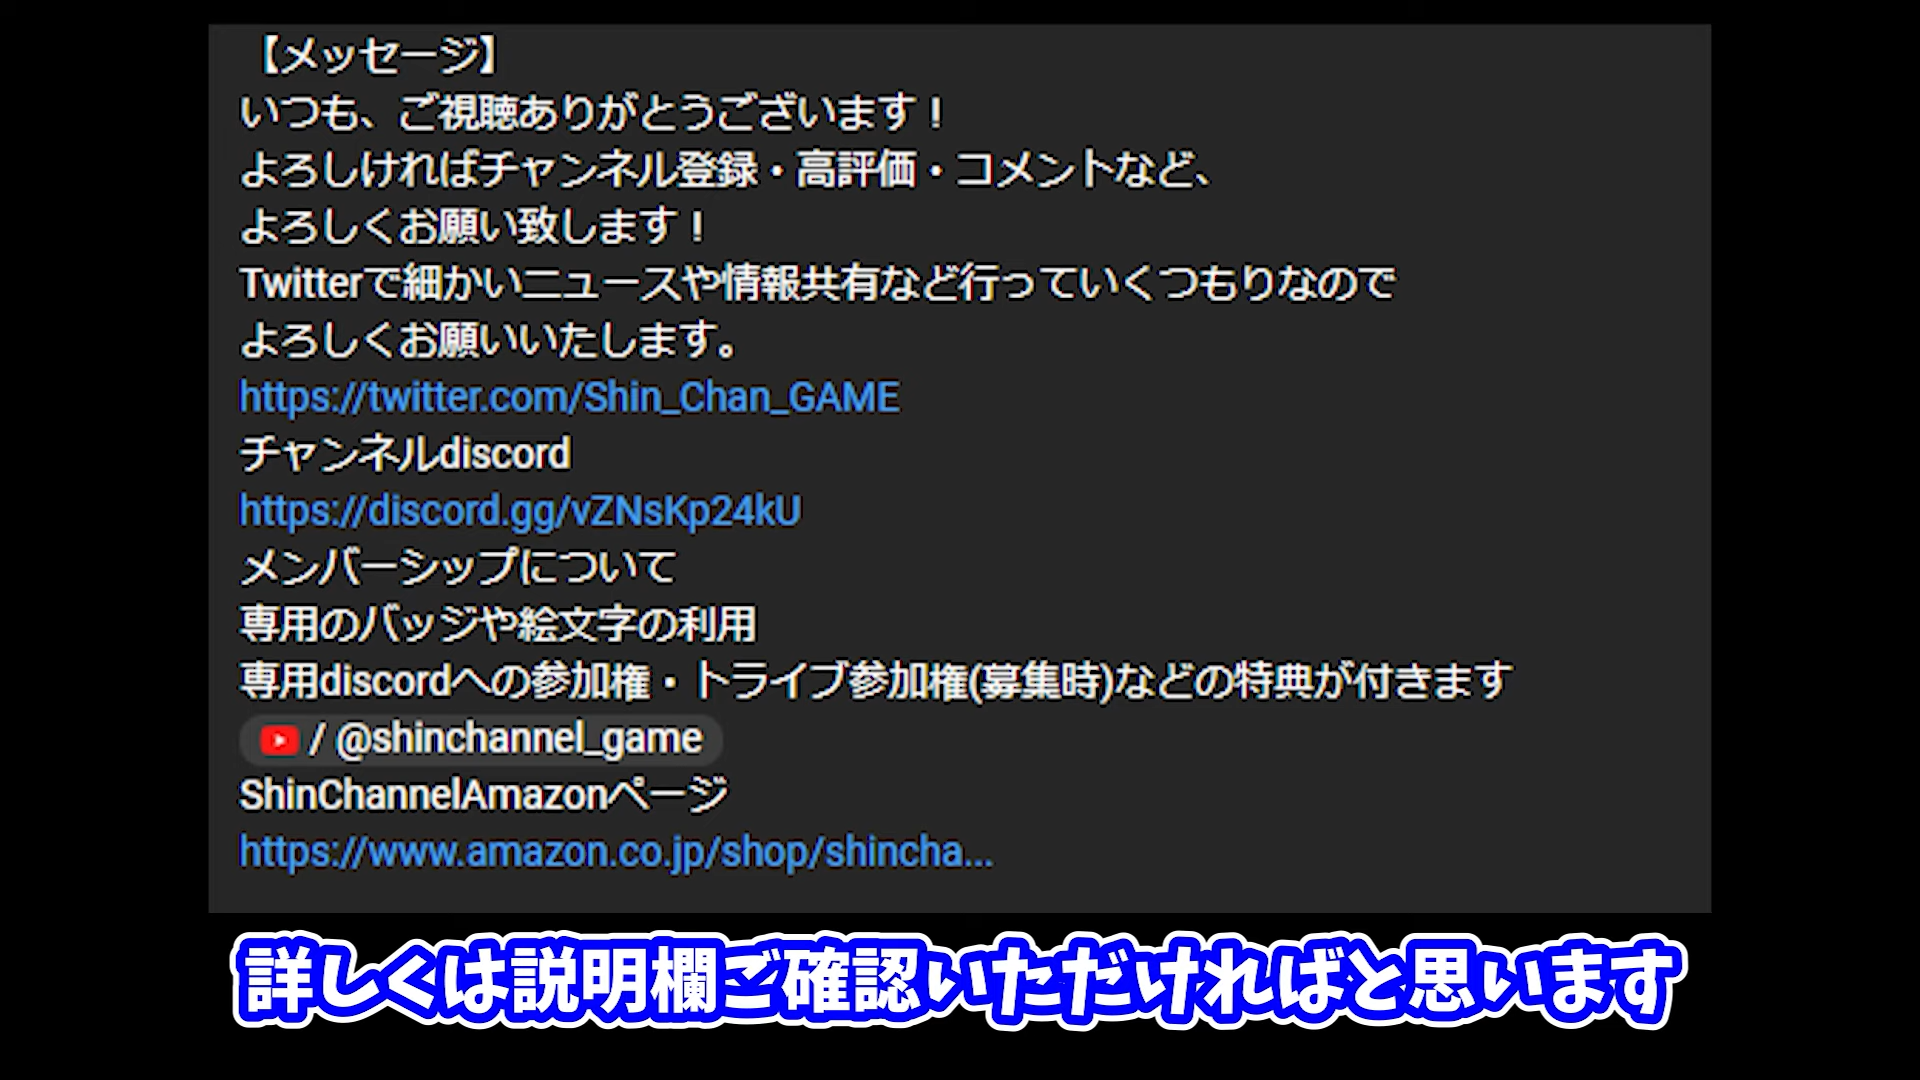 【メッセージ】
いつも、ご視聴ありがとうございます！
よろしければチャンネル登録・高評価・コメントなど、
よろしくお願い致します！
Twitterで細かいニュースや情報共有など行っていくつもりなので
よろしくお願いいたします。
https://twitter.com/Shin_Chan_GAME
チャンネルdiscord
https://discord.gg/vZNsKp24kU
メンバーシップについて
専用のバッジや絵文字の利用
専用discordへの参加権・トライブ参加権(募集時)などの特典が付きます
/ @shinchannel_game
ShinChannelAmazonページ
https://www.amazon.co.jp/shop/shincha...
詳しくは説明欄ご確認いただければと思います